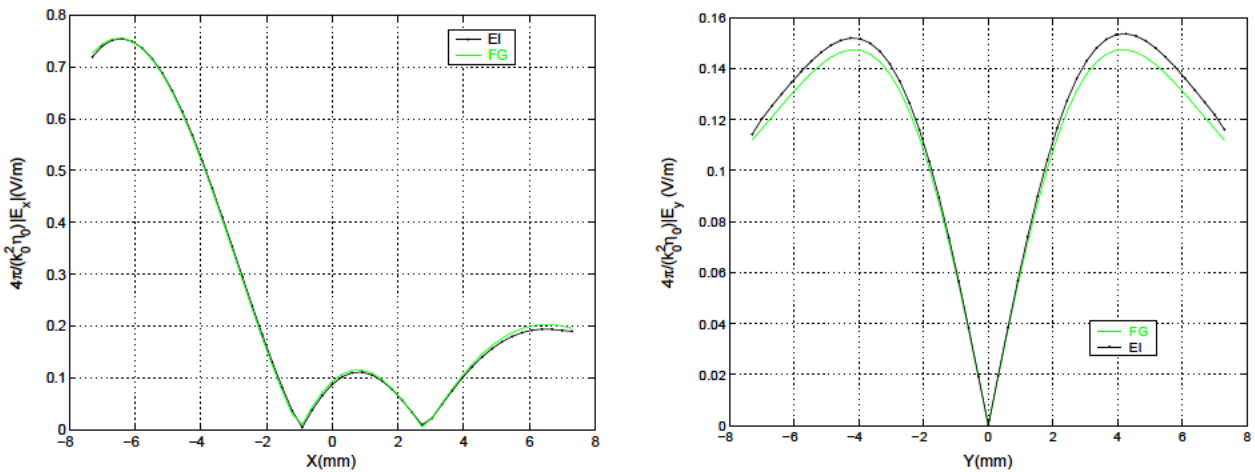 0.8
0.7
0.6
0.5
0.4
0.3
0.2
0.1
0
4π/(k₀²η₀)|Eₓ|(V/m)
EI
FG
−8 −6 −4 −2 0 2 4 6 8
X(mm)
0.16
0.14
0.12
0.1
0.08
0.06
0.04
0.02
0
4π/(k₀²η₀)|E_y (V/m)
FG
EI
−8 −6 −4 −2 0 2 4 6 8
Y(mm)